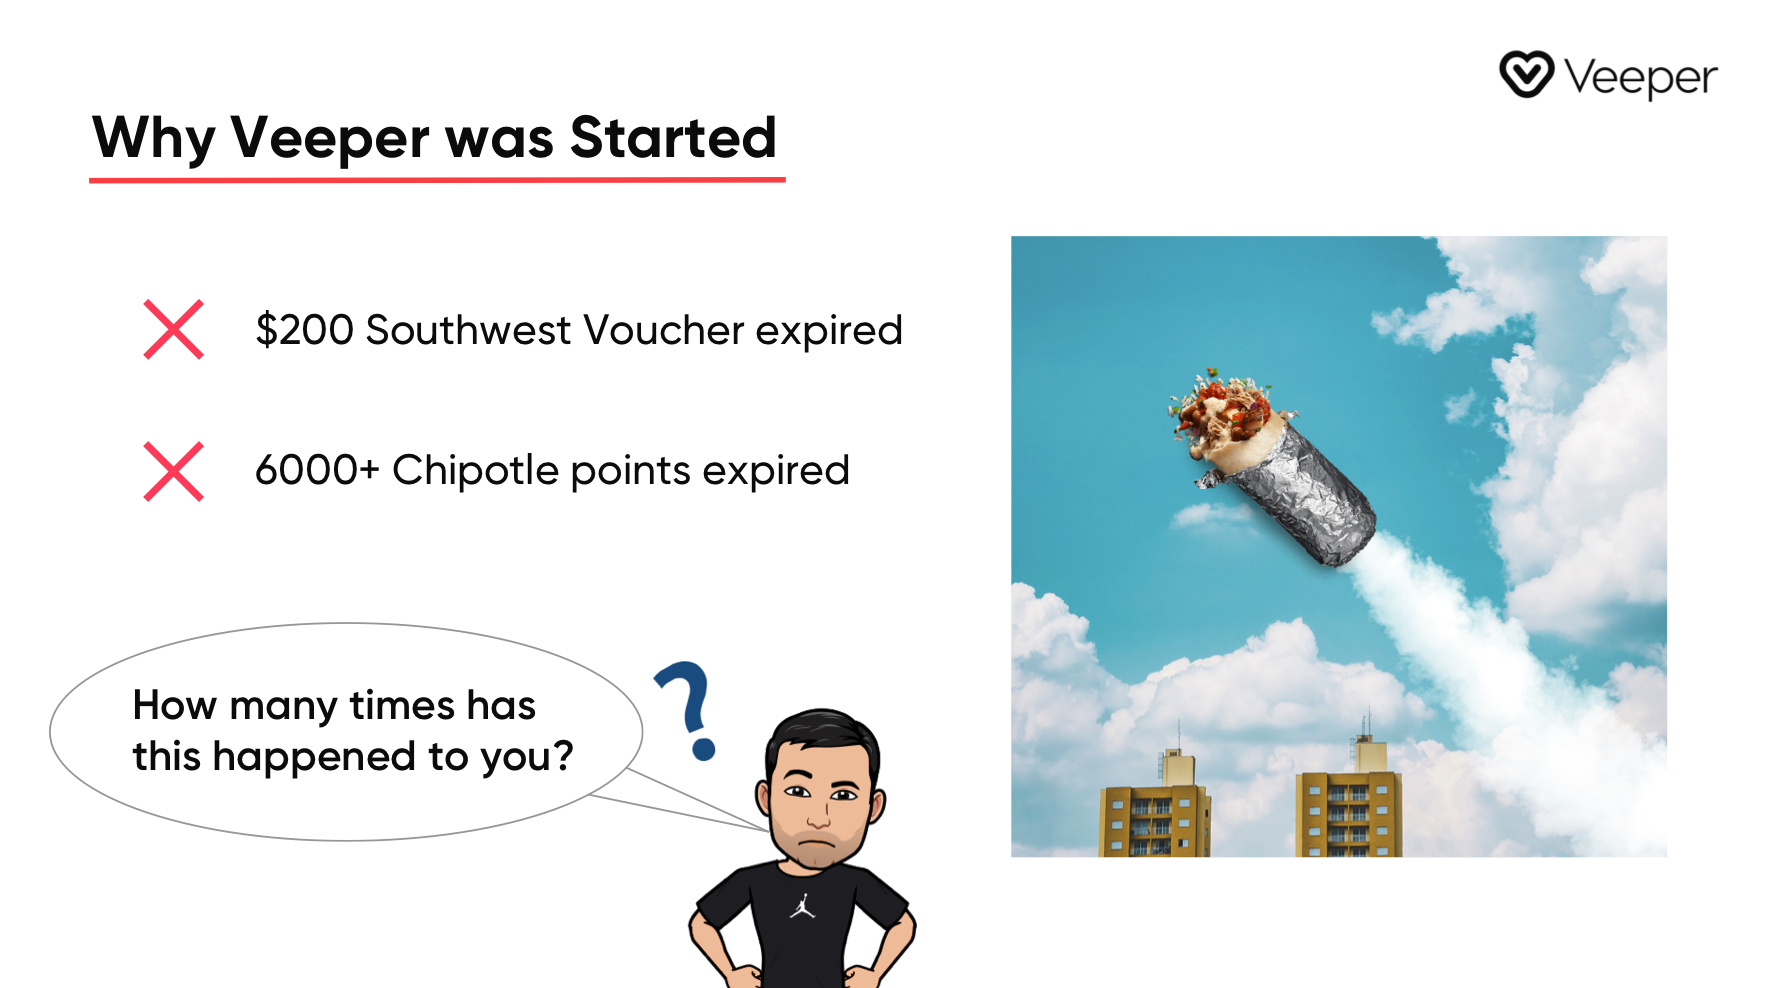 Veeper
Why Veeper was Started
$200 Southwest Voucher expired
6000+ Chipotle points expired
How many times has
this happened to you?
?